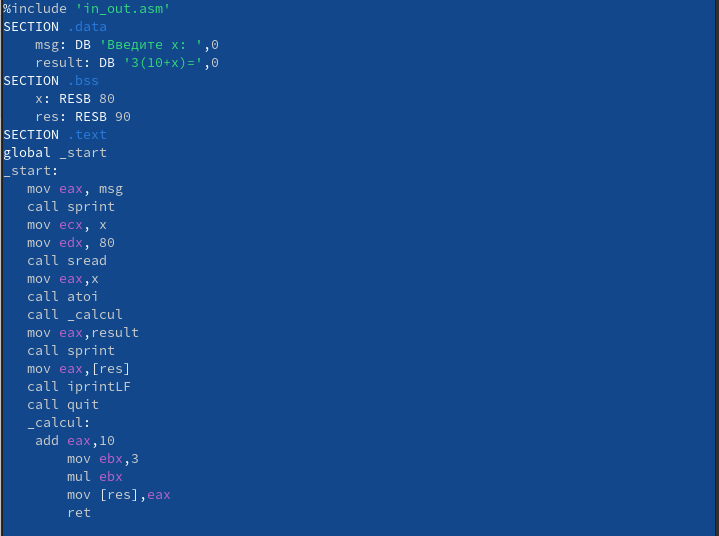 %include 'in_out.asm'
SECTION .data
    msg: DB 'Введите x: ',0
    result: DB '3(10+x)=',0
SECTION .bss
    x: RESB 80
    res: RESB 90
SECTION .text
global _start
_start:
   mov eax, msg
   call sprint
   mov ecx, x
   mov edx, 80
   call sread
   mov eax,x
   call atoi
   call _calcul
   mov eax,result
   call sprint
   mov eax,[res]
   call iprintLF
   call quit
   _calcul:
    add eax,10
        mov ebx,3
        mul ebx
        mov [res],eax
        ret